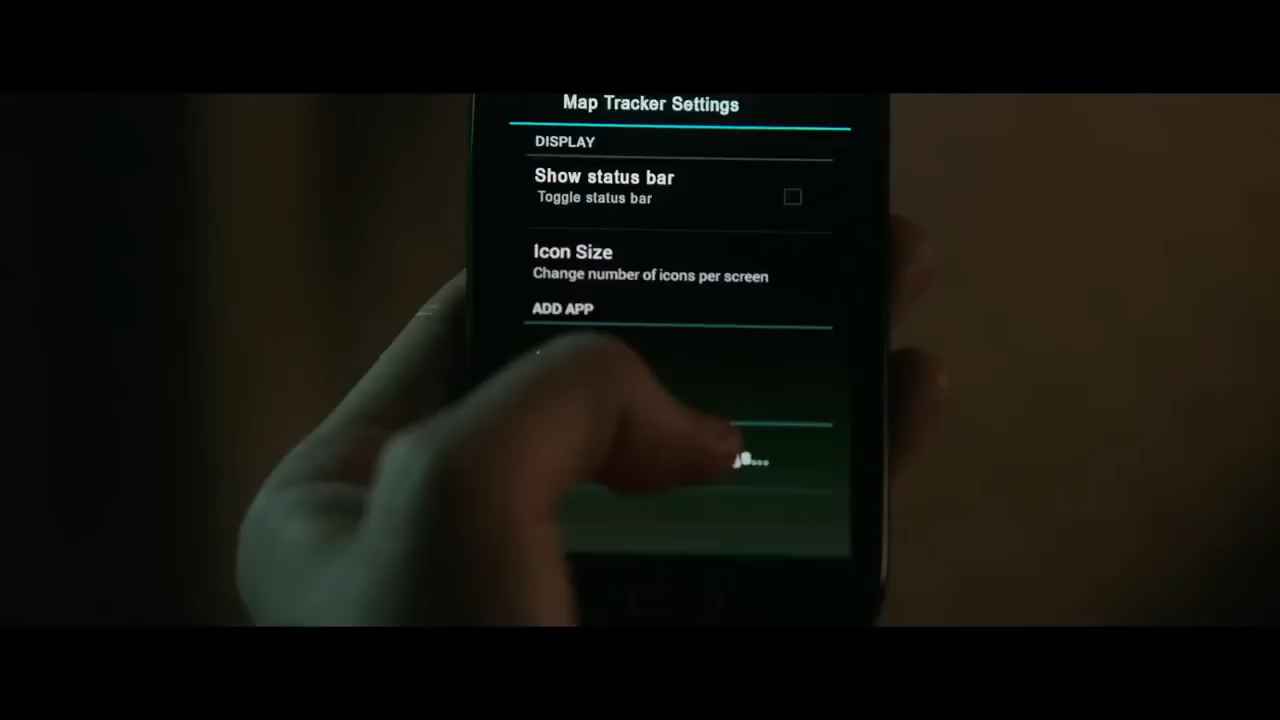 Map Tracker Settings
DISPLAY
Show status bar
Toggle status bar
Icon Size
Change number of icons per screen
ADD APP